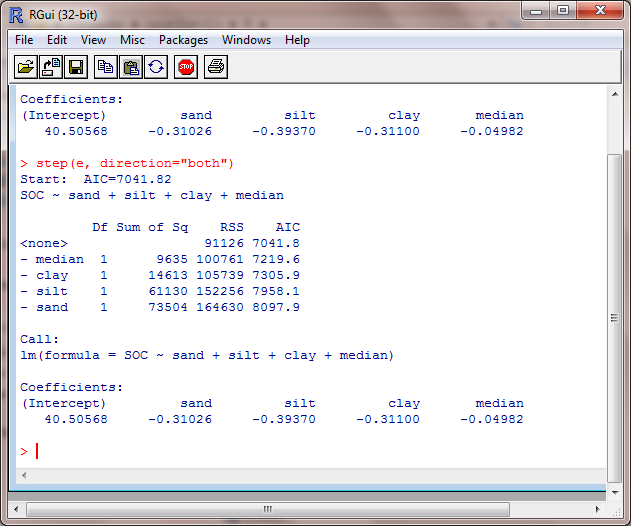 RGui (32-bit)
File Edit View Misc Packages Windows Help
STOP
Coefficients:
(Intercept)         sand         silt         clay       median
   40.50568     -0.31026     -0.39370     -0.31100     -0.04982
> step(e, direction="both")
Start:  AIC=7041.82
SOC ~ sand + silt + clay + median
         Df Sum of Sq    RSS    AIC
<none>                 91126 7041.8
- median  1      9635 100761 7219.6
- clay    1     14613 105739 7305.9
- silt    1     61130 152256 7958.1
- sand    1     73504 164630 8097.9
Call:
lm(formula = SOC ~ sand + silt + clay + median)
Coefficients:
(Intercept)         sand         silt         clay       median
   40.50568     -0.31026     -0.39370     -0.31100     -0.04982
>